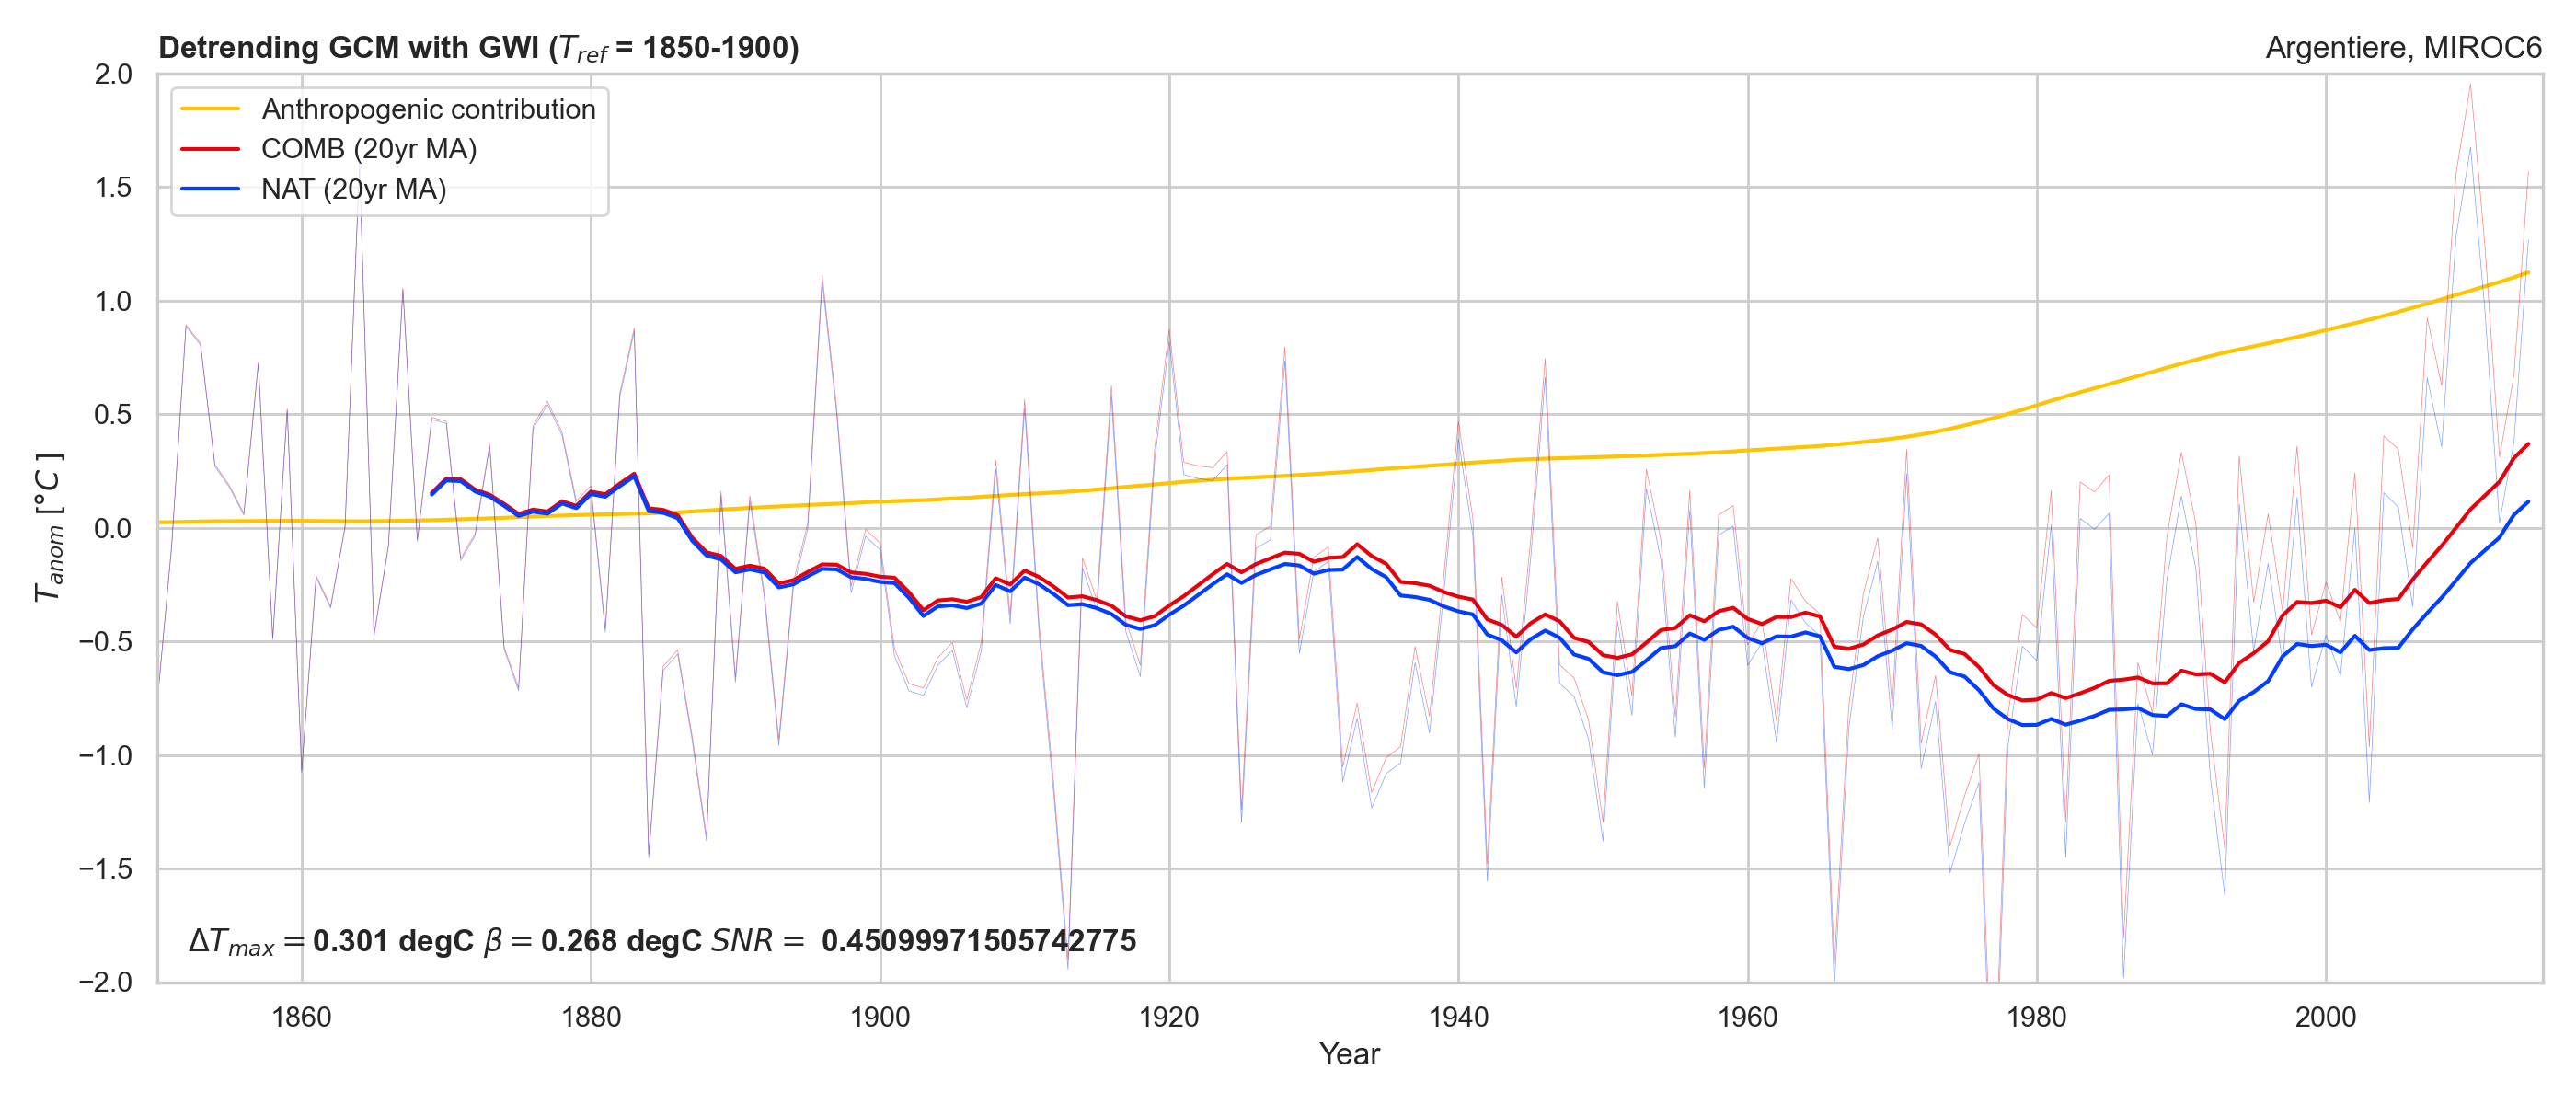 Detrending GCM with GWI (T_ref = 1850-1900)
Argentiere, MIROC6
2.0
1.5
1.0
0.5
0.0
−0.5
−1.0
−1.5
−2.0
T_anom [°C ]
Anthropogenic contribution
COMB (20yr MA)
NAT (20yr MA)
ΔT_max = 0.301 degC β = 0.268 degC SNR = 0.45099971505742775
1860 1880 1900 1920 1940 1960 1980 2000
Year